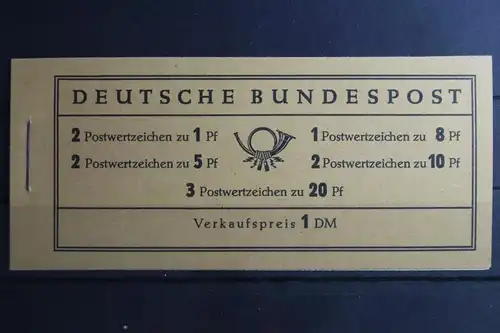 DEUTSCHE BUNDESPOST
2 Postwertzeichen zu 1 Pf 1 Postwertzeichen zu 8 Pf
2 Postwertzeichen zu 5 Pf 2 Postwertzeichen zu 10 Pf
3 Postwertzeichen zu 20 Pf
Verkaufspreis 1 DM